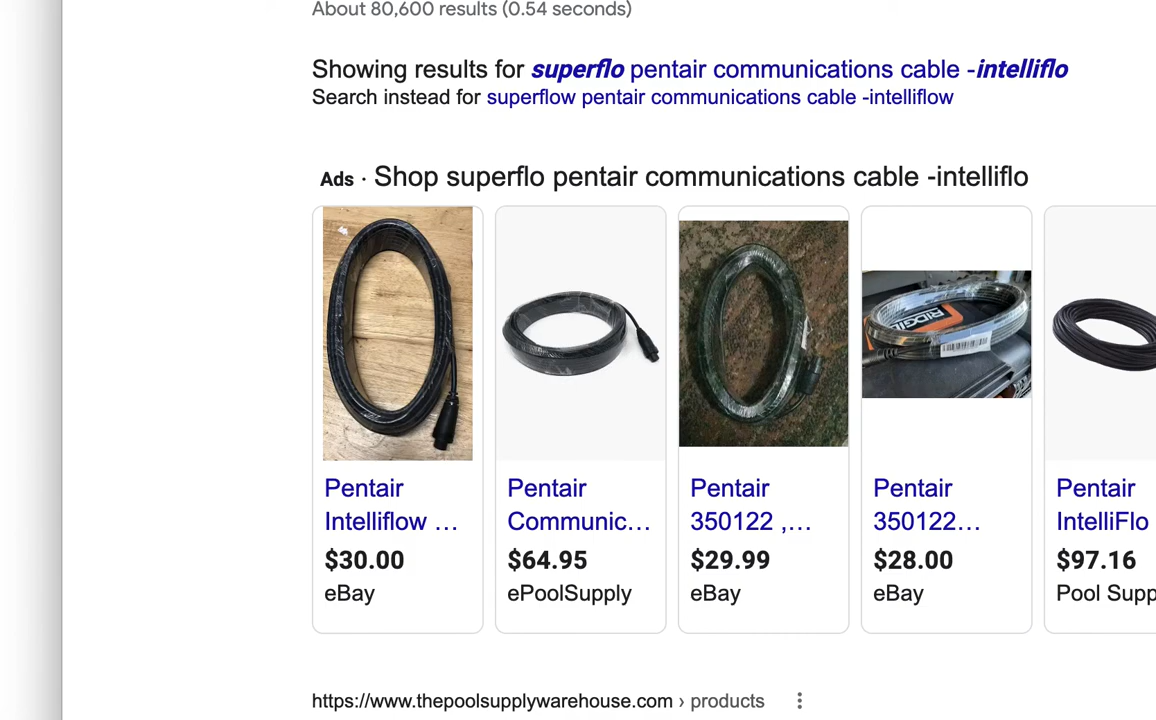 About 80,600 results (0.54 seconds)
Showing results for superflo pentair communications cable -intelliflo
Search instead for superflow pentair communications cable -intelliflow
Ads · Shop superflo pentair communications cable -intelliflo
RIDGID
Pentair
Intelliflow ...
$30.00
eBay
Pentair
Communic...
$64.95
ePoolSupply
Pentair
350122 ,...
$29.99
eBay
Pentair
350122...
$28.00
eBay
Pentair
IntelliFlo
$97.16
Pool Supp
https://www.thepoolsupplywarehouse.com › products